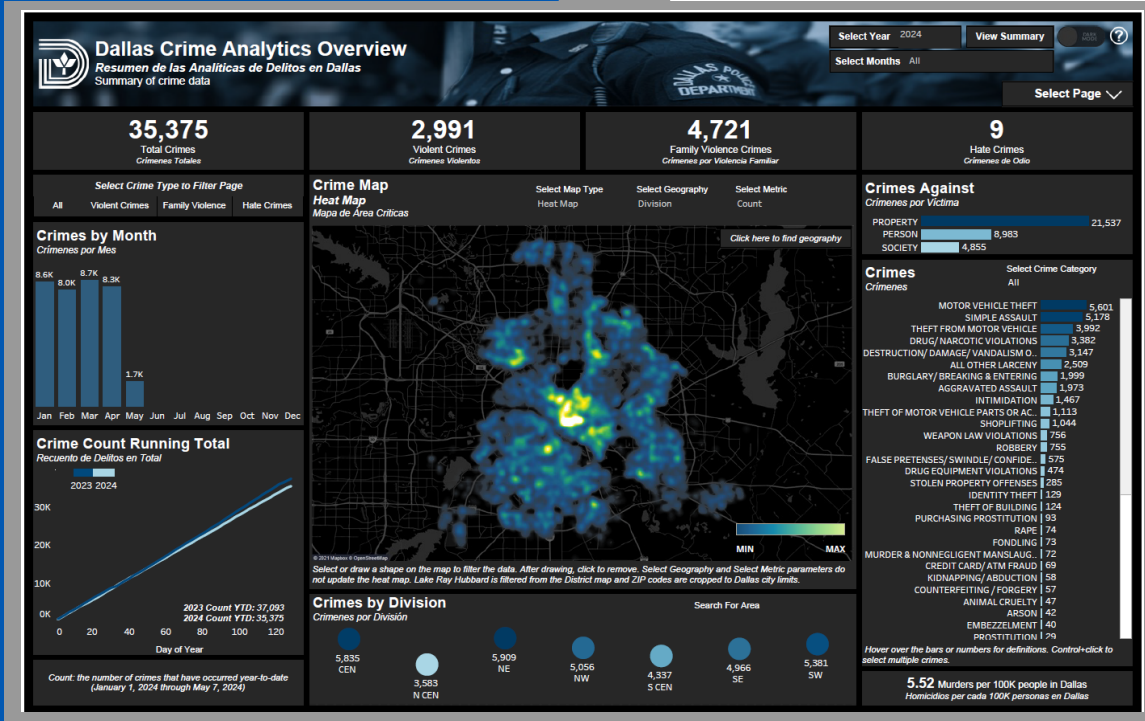 Dallas Crime Analytics Overview
Resumen de las Analíticas de Delitos en Dallas
Summary of crime data
DALLAS POLICE
DEPARTMENT
Select Year 2024
View Summary
DARK MODE
?
Select Months All
Select Page
35,375
Total Crimes
Crímenes Totales
2,991
Violent Crimes
Crímenes Violentos
4,721
Family Violence Crimes
Crímenes por Violencia Familiar
9
Hate Crimes
Crímenes de Odio
Select Crime Type to Filter Page
All Violent Crimes Family Violence Hate Crimes
Crimes by Month
Crímenes por Mes
8.6K 8.0K 8.7K 8.3K 1.7K
Jan Feb Mar Apr May Jun Jul Aug Sep Oct Nov Dec
Crime Count Running Total
Recuento de Delitos en Total
2023 2024
30K
20K
10K
0K
2023 Count YTD: 37,093
2024 Count YTD: 35,375
0 20 40 60 80 100 120
Day of Year
Count: the number of crimes that have occurred year-to-date
(January 1, 2024 through May 7, 2024)
Crime Map
Heat Map
Mapa de Área Críticas
Select Map Type
Heat Map
Select Geography
Division
Select Metric
Count
Click here to find geography
MIN MAX
© 2021 Mapbox © OpenStreetMap
Select or draw a shape on the map to filter the data. After drawing, click to remove. Select Geography and Select Metric parameters do
not update the heat map. Lake Ray Hubbard is filtered from the District map and ZIP codes are cropped to Dallas city limits.
Crimes by Division
Crímenes por División
Search For Area
5,835
CEN
3,583
N CEN
5,909
NE
5,056
NW
4,337
S CEN
4,966
SE
5,381
SW
Crimes Against
Crímenes por Víctima
PROPERTY 21,537
PERSON 8,983
SOCIETY 4,855
Crimes
Crímenes
Select Crime Category
All
MOTOR VEHICLE THEFT 5,601
SIMPLE ASSAULT 5,178
THEFT FROM MOTOR VEHICLE 3,992
DRUG/ NARCOTIC VIOLATIONS 3,382
DESTRUCTION/ DAMAGE/ VANDALISM O.. 3,147
ALL OTHER LARCENY 2,509
BURGLARY/ BREAKING & ENTERING 1,999
AGGRAVATED ASSAULT 1,973
INTIMIDATION 1,467
THEFT OF MOTOR VEHICLE PARTS OR AC.. 1,113
SHOPLIFTING 1,044
WEAPON LAW VIOLATIONS 756
ROBBERY 755
FALSE PRETENSES/ SWINDLE/ CONFIDE.. 575
DRUG EQUIPMENT VIOLATIONS 474
STOLEN PROPERTY OFFENSES 285
IDENTITY THEFT 129
THEFT OF BUILDING 124
PURCHASING PROSTITUTION 93
RAPE 74
FONDLING 73
MURDER & NONNEGLIGENT MANSLAUG.. 72
CREDIT CARD/ ATM FRAUD 69
KIDNAPPING/ ABDUCTION 58
COUNTERFEITING / FORGERY 57
ANIMAL CRUELTY 47
ARSON 42
EMBEZZLEMENT 40
PROSTITUTION 29
Hover over the bars or numbers for definitions. Control+click to
select multiple crimes.
5.52 Murders per 100K people in Dallas
Homicidios per cada 100K personas en Dallas